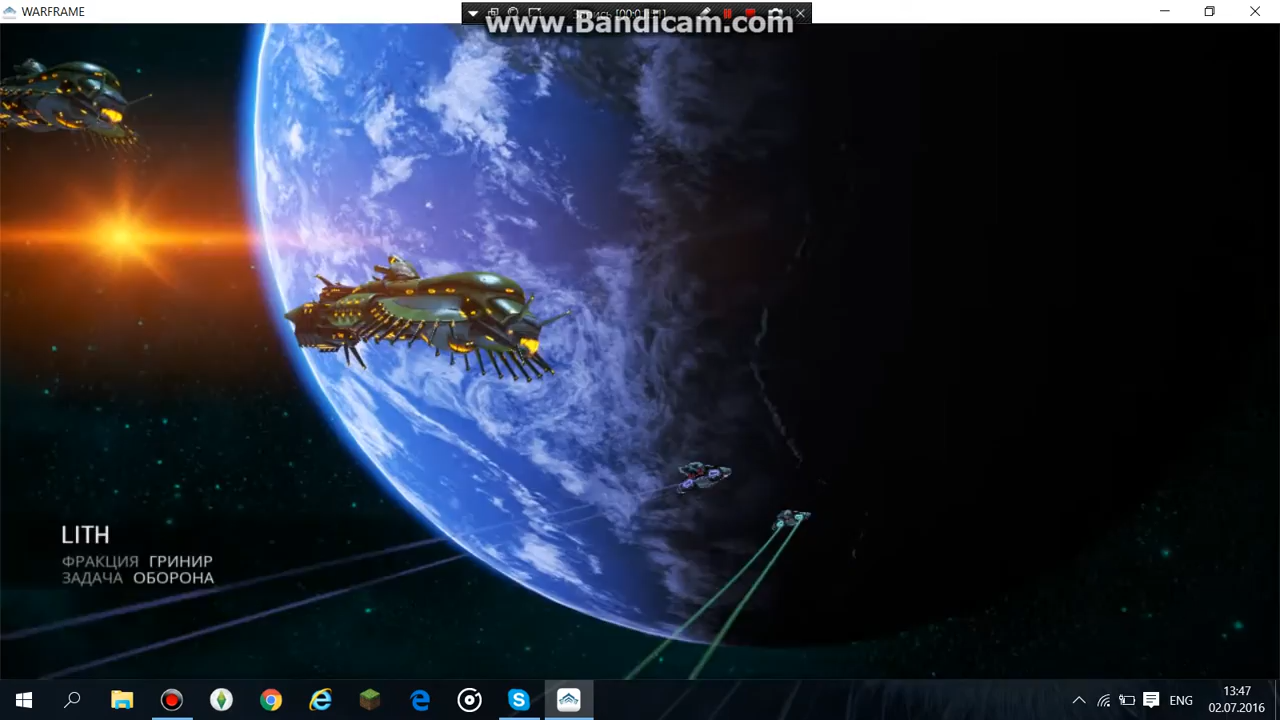 WARFRAME
www.Bandicam.com
LITH
ФРАКЦИЯ ГРИНИР
ЗАДАЧА ОБОРОНА
ENG
13:47
02.07.2016